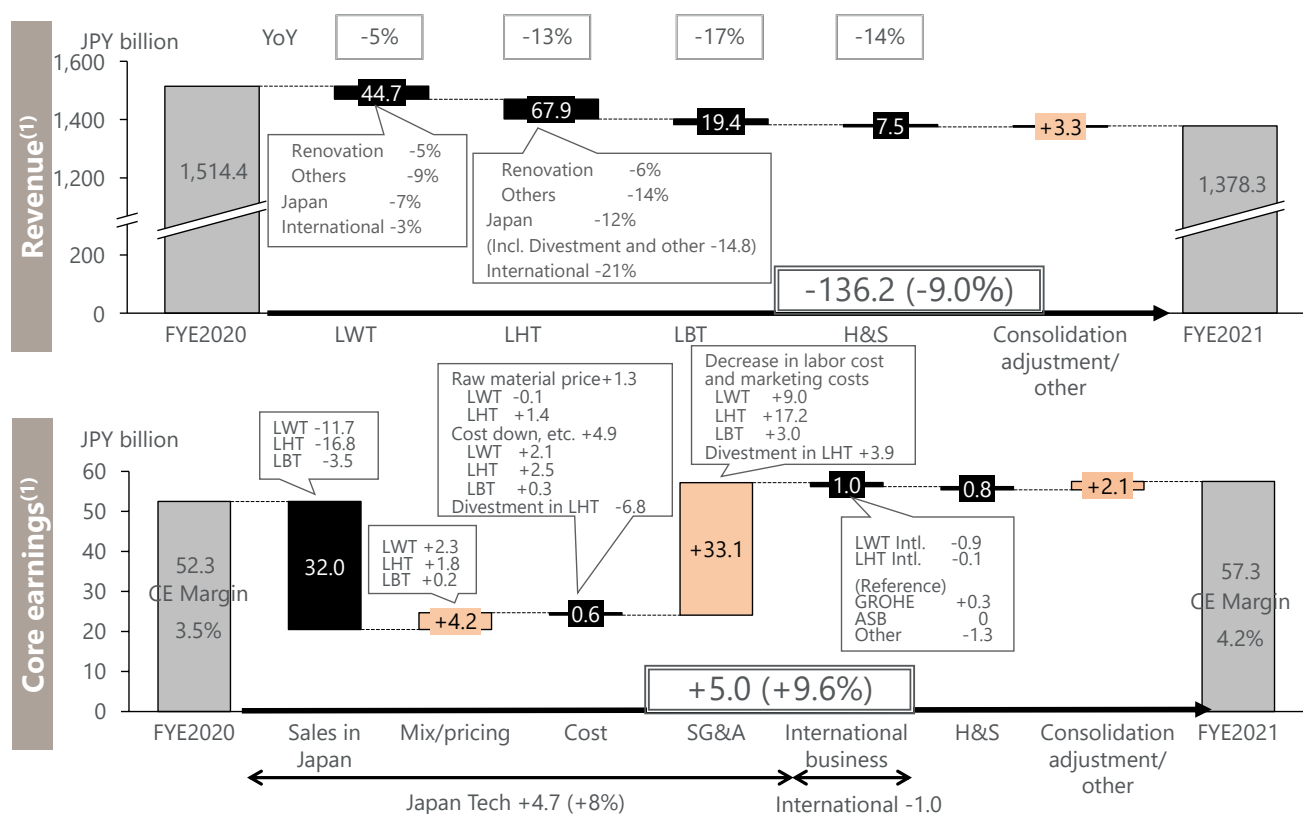 Revenue(1)
JPY billion
YoY
-5%
-13%
-17%
-14%
1,600
1,400
1,200
200
0
1,514.4
44.7
67.9
19.4
7.5
+3.3
1,378.3
Renovation -5%
Others -9%
Japan -7%
International -3%
Renovation -6%
Others -14%
Japan -12%
(Incl. Divestment and other -14.8)
International -21%
-136.2 (-9.0%)
FYE2020
LWT
LHT
LBT
H&S
Consolidation
adjustment/
other
FYE2021
Core earnings(1)
JPY billion
60
50
40
30
20
10
0
52.3
CE Margin
3.5%
LWT -11.7
LHT -16.8
LBT -3.5
32.0
LWT +2.3
LHT +1.8
LBT +0.2
+4.2
Raw material price+1.3
LWT -0.1
LHT +1.4
Cost down, etc. +4.9
LWT +2.1
LHT +2.5
LBT +0.3
Divestment in LHT -6.8
0.6
Decrease in labor cost
and marketing costs
LWT +9.0
LHT +17.2
LBT +3.0
Divestment in LHT +3.9
+33.1
1.0
LWT Intl. -0.9
LHT Intl. -0.1
(Reference)
GROHE +0.3
ASB 0
Other -1.3
0.8
+2.1
57.3
CE Margin
4.2%
+5.0 (+9.6%)
FYE2020
Sales in
Japan
Mix/pricing
Cost
SG&A
International
business
H&S
Consolidation
adjustment/
other
FYE2021
Japan Tech +4.7 (+8%)
International -1.0